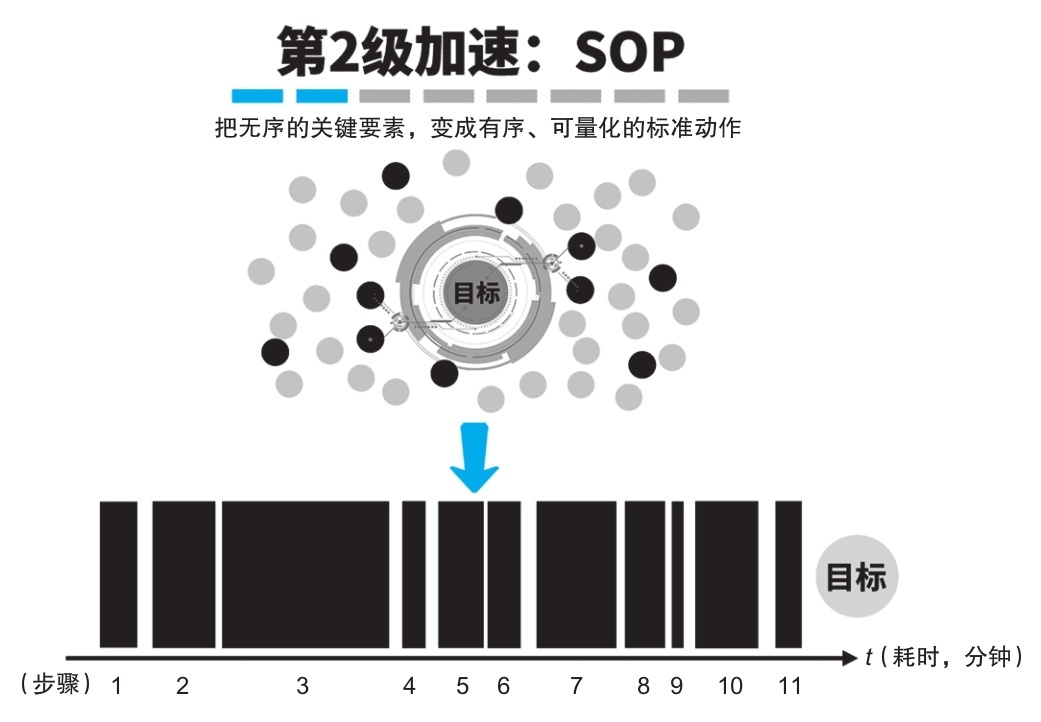 第2级加速：SOP
把无序的关键要素，变成有序、可量化的标准动作
目标
目标
t（耗时，分钟）
（步骤） 1 2 3 4 5 6 7 8 9 10 11